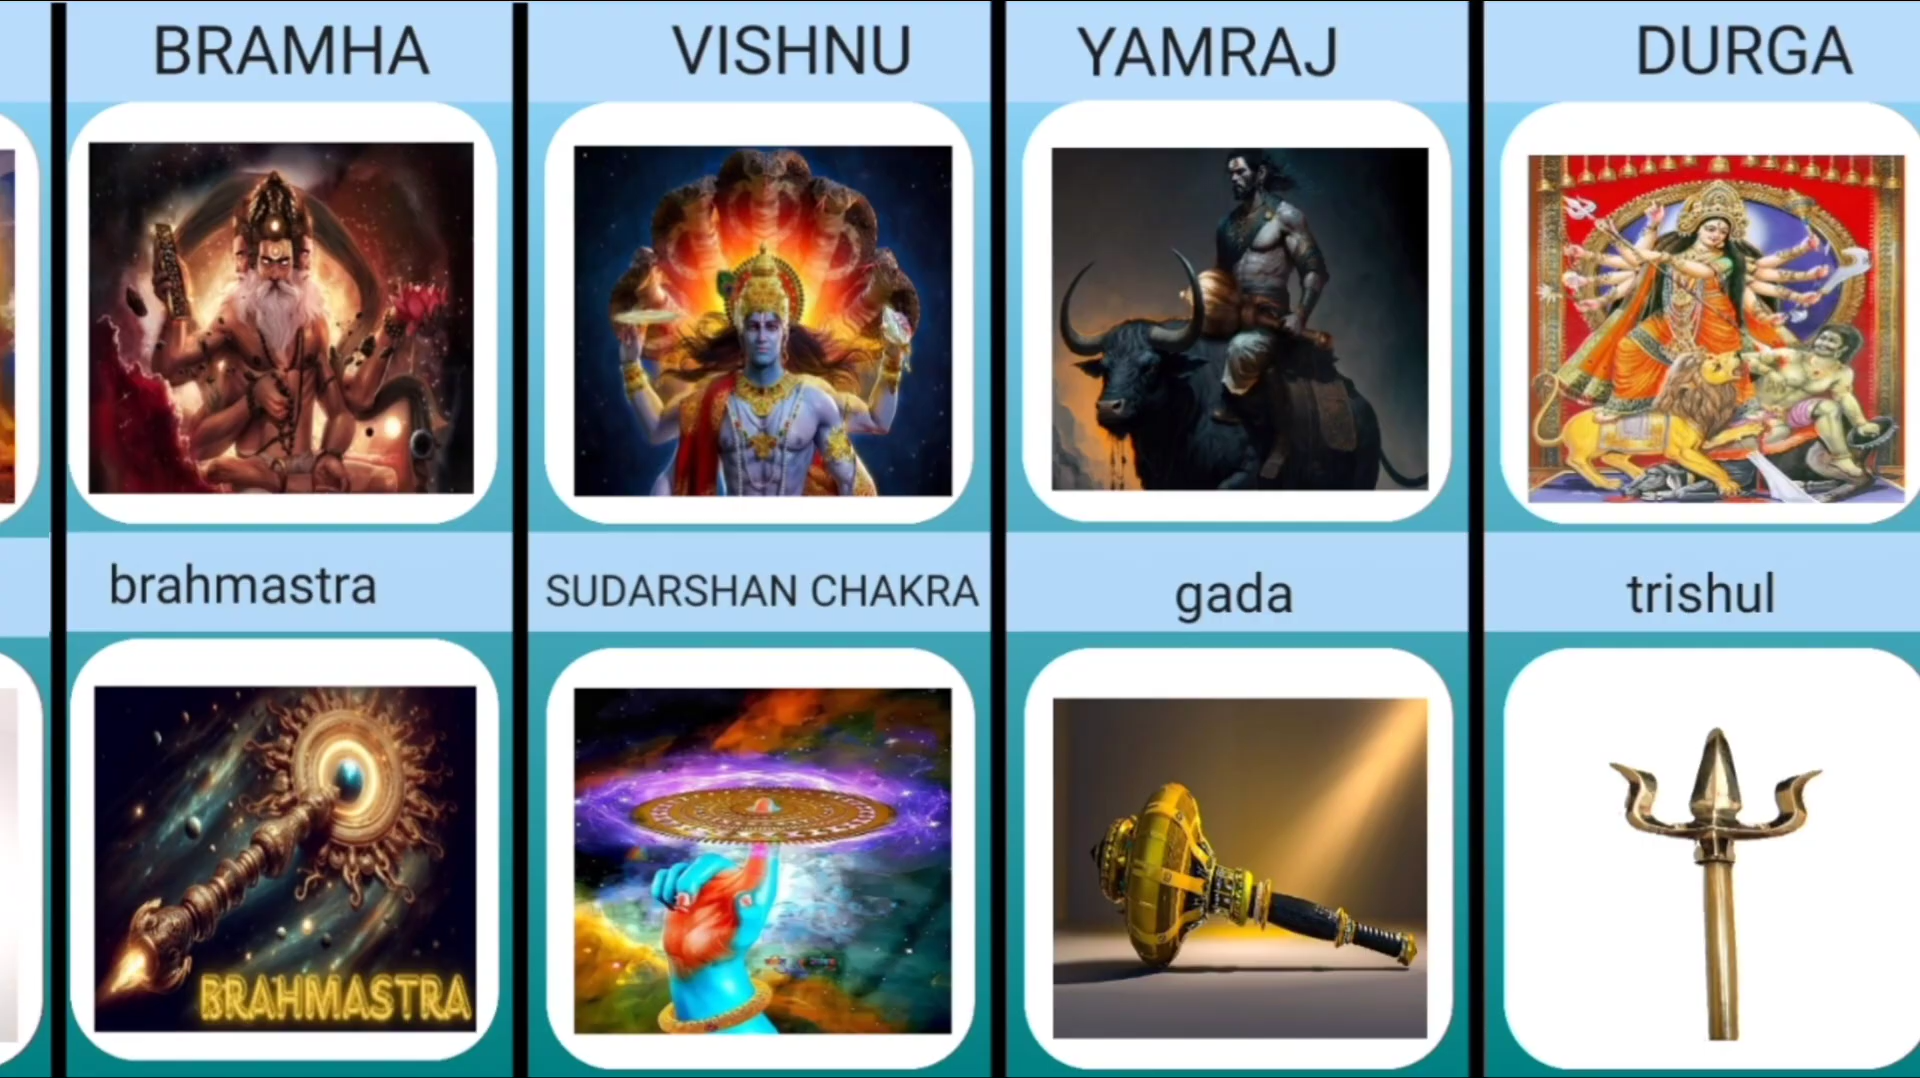 BRAMHA
VISHNU
YAMRAJ
DURGA
brahmastra
SUDARSHAN CHAKRA
gada
trishul
BRAHMASTRA